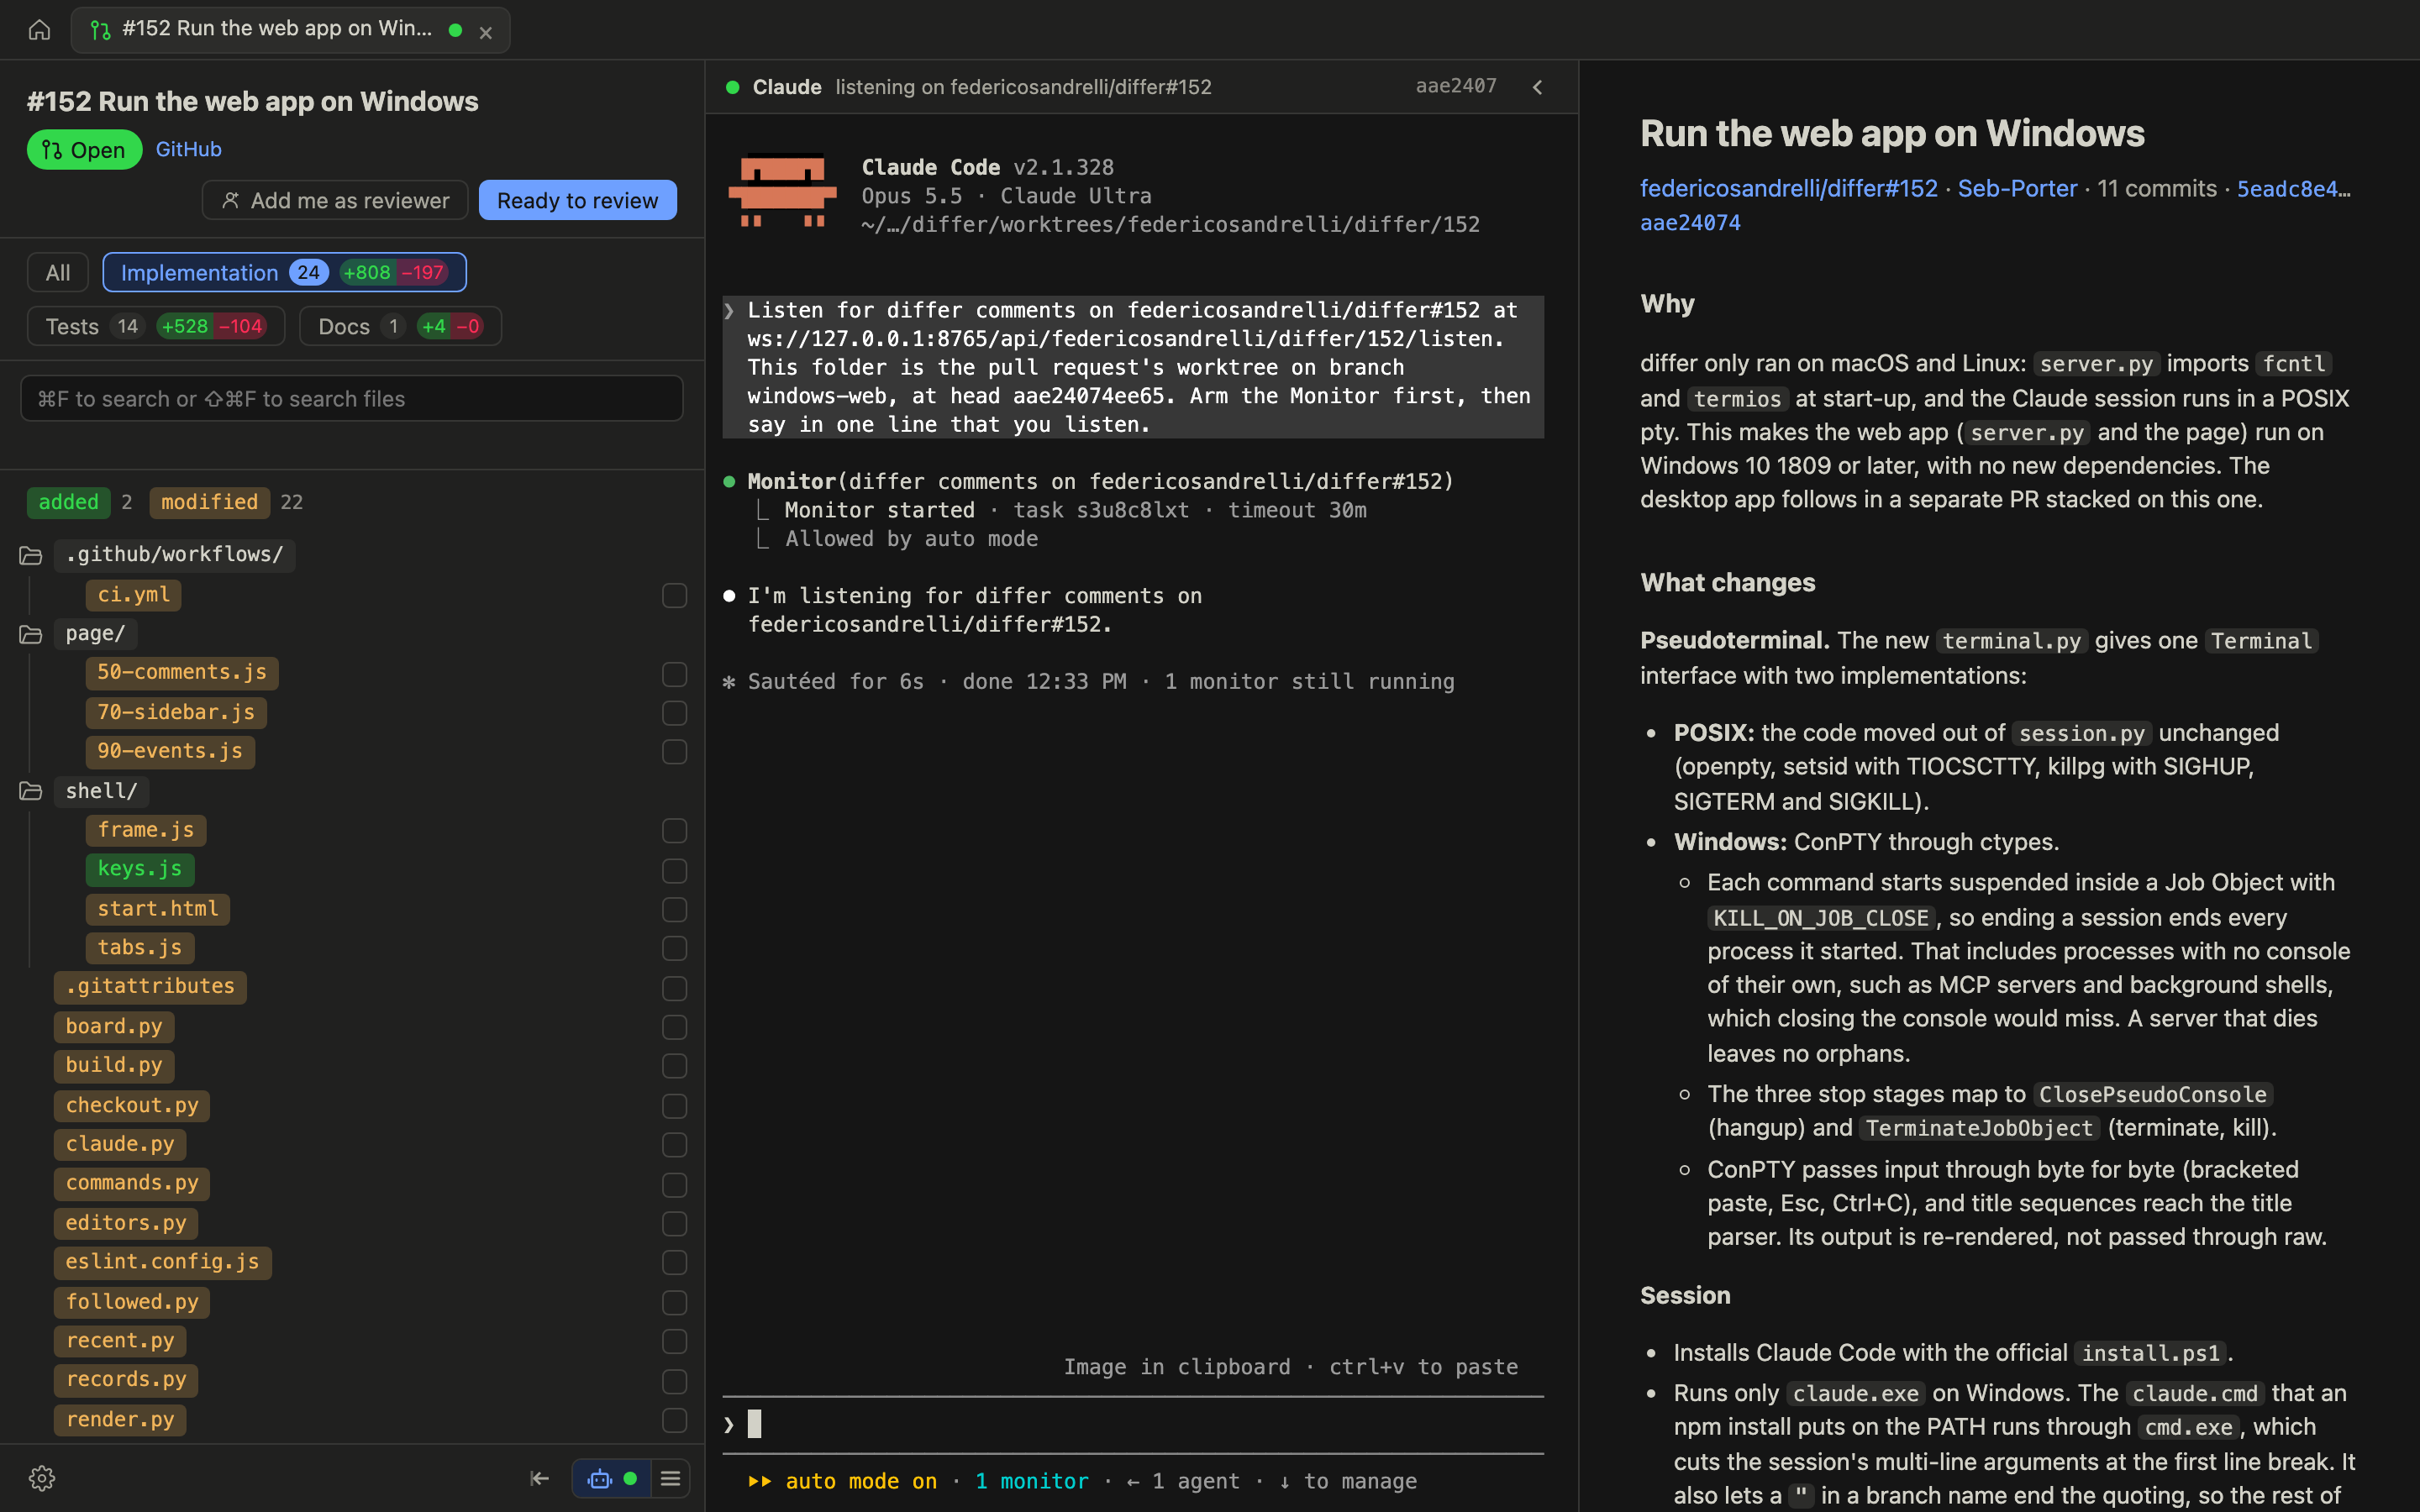 #152 Run the web app on Win...
#152 Run the web app on Windows
Open GitHub
Add me as reviewer Ready to review
All Implementation 24 +808 −197
Tests 14 +528 −104 Docs 1 +4 −0
⌘F to search or ⇧⌘F to search files
added 2 modified 22
.github/workflows/
ci.yml
page/
50-comments.js
70-sidebar.js
90-events.js
shell/
frame.js
keys.js
start.html
tabs.js
.gitattributes
board.py
build.py
checkout.py
claude.py
commands.py
editors.py
eslint.config.js
followed.py
recent.py
records.py
render.py
Claude listening on federicosandrelli/differ#152 aae2407
Claude Code v2.1.328
Opus 5.5 · Claude Ultra
~/…/differ/worktrees/federicosandrelli/differ/152
❯ Listen for differ comments on federicosandrelli/differ#152 at
ws://127.0.0.1:8765/api/federicosandrelli/differ/152/listen.
This folder is the pull request's worktree on branch
windows-web, at head aae24074ee65. Arm the Monitor first, then
say in one line that you listen.
● Monitor(differ comments on federicosandrelli/differ#152)
⎿ Monitor started · task s3u8c8lxt · timeout 30m
⎿ Allowed by auto mode
● I'm listening for differ comments on
federicosandrelli/differ#152.
✻ Sautéed for 6s · done 12:33 PM · 1 monitor still running
Image in clipboard · ctrl+v to paste
❯
⏵⏵ auto mode on · 1 monitor · ← 1 agent · ↓ to manage
Run the web app on Windows
federicosandrelli/differ#152 · Seb-Porter · 11 commits · 5eadc8e4…
aae24074
Why
differ only ran on macOS and Linux: server.py imports fcntl
and termios at start-up, and the Claude session runs in a POSIX
pty. This makes the web app (server.py and the page) run on
Windows 10 1809 or later, with no new dependencies. The
desktop app follows in a separate PR stacked on this one.
What changes
Pseudoterminal. The new terminal.py gives one Terminal
interface with two implementations:
• POSIX: the code moved out of session.py unchanged
(openpty, setsid with TIOCSCTTY, killpg with SIGHUP,
SIGTERM and SIGKILL).
• Windows: ConPTY through ctypes.
◦ Each command starts suspended inside a Job Object with
KILL_ON_JOB_CLOSE, so ending a session ends every
process it started. That includes processes with no console
of their own, such as MCP servers and background shells,
which closing the console would miss. A server that dies
leaves no orphans.
◦ The three stop stages map to ClosePseudoConsole
(hangup) and TerminateJobObject (terminate, kill).
◦ ConPTY passes input through byte for byte (bracketed
paste, Esc, Ctrl+C), and title sequences reach the title
parser. Its output is re-rendered, not passed through raw.
Session
• Installs Claude Code with the official install.ps1.
• Runs only claude.exe on Windows. The claude.cmd that an
npm install puts on the PATH runs through cmd.exe, which
cuts the session's multi-line arguments at the first line break. It
also lets a " in a branch name end the quoting, so the rest of